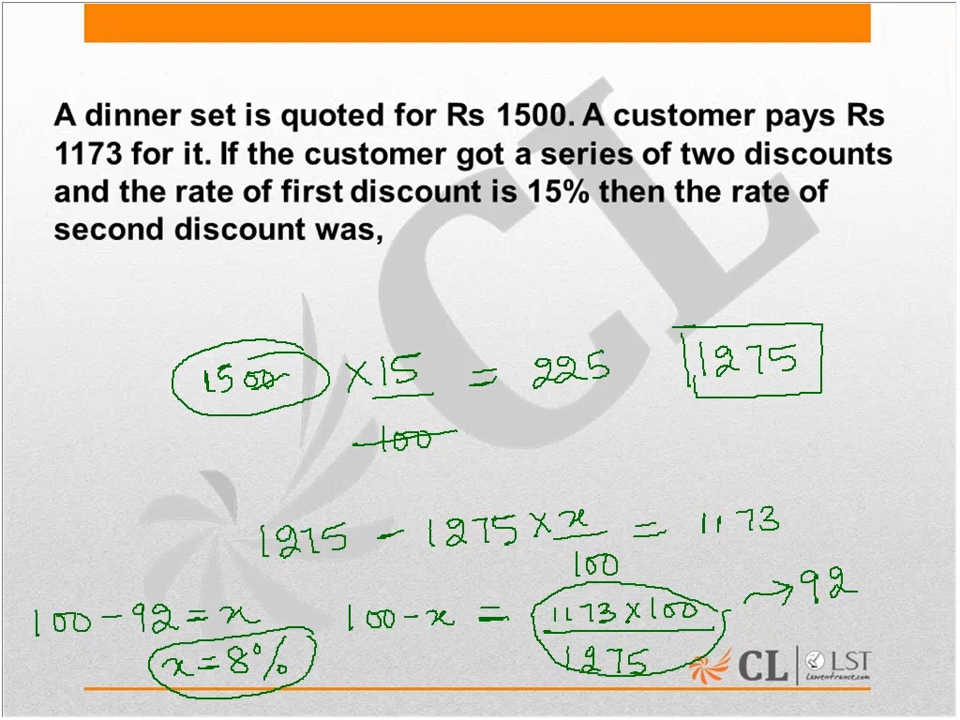 A dinner set is quoted for Rs 1500. A customer pays Rs
1173 for it. If the customer got a series of two discounts
and the rate of first discount is 15% then the rate of
second discount was,
1500 × 15/100 = 225 1275
1275 - 1275 × x/100 = 1173
100 - x = 1173 × 100/1275 → 92
100 - 92 = x
x = 8%
CL LST
CL